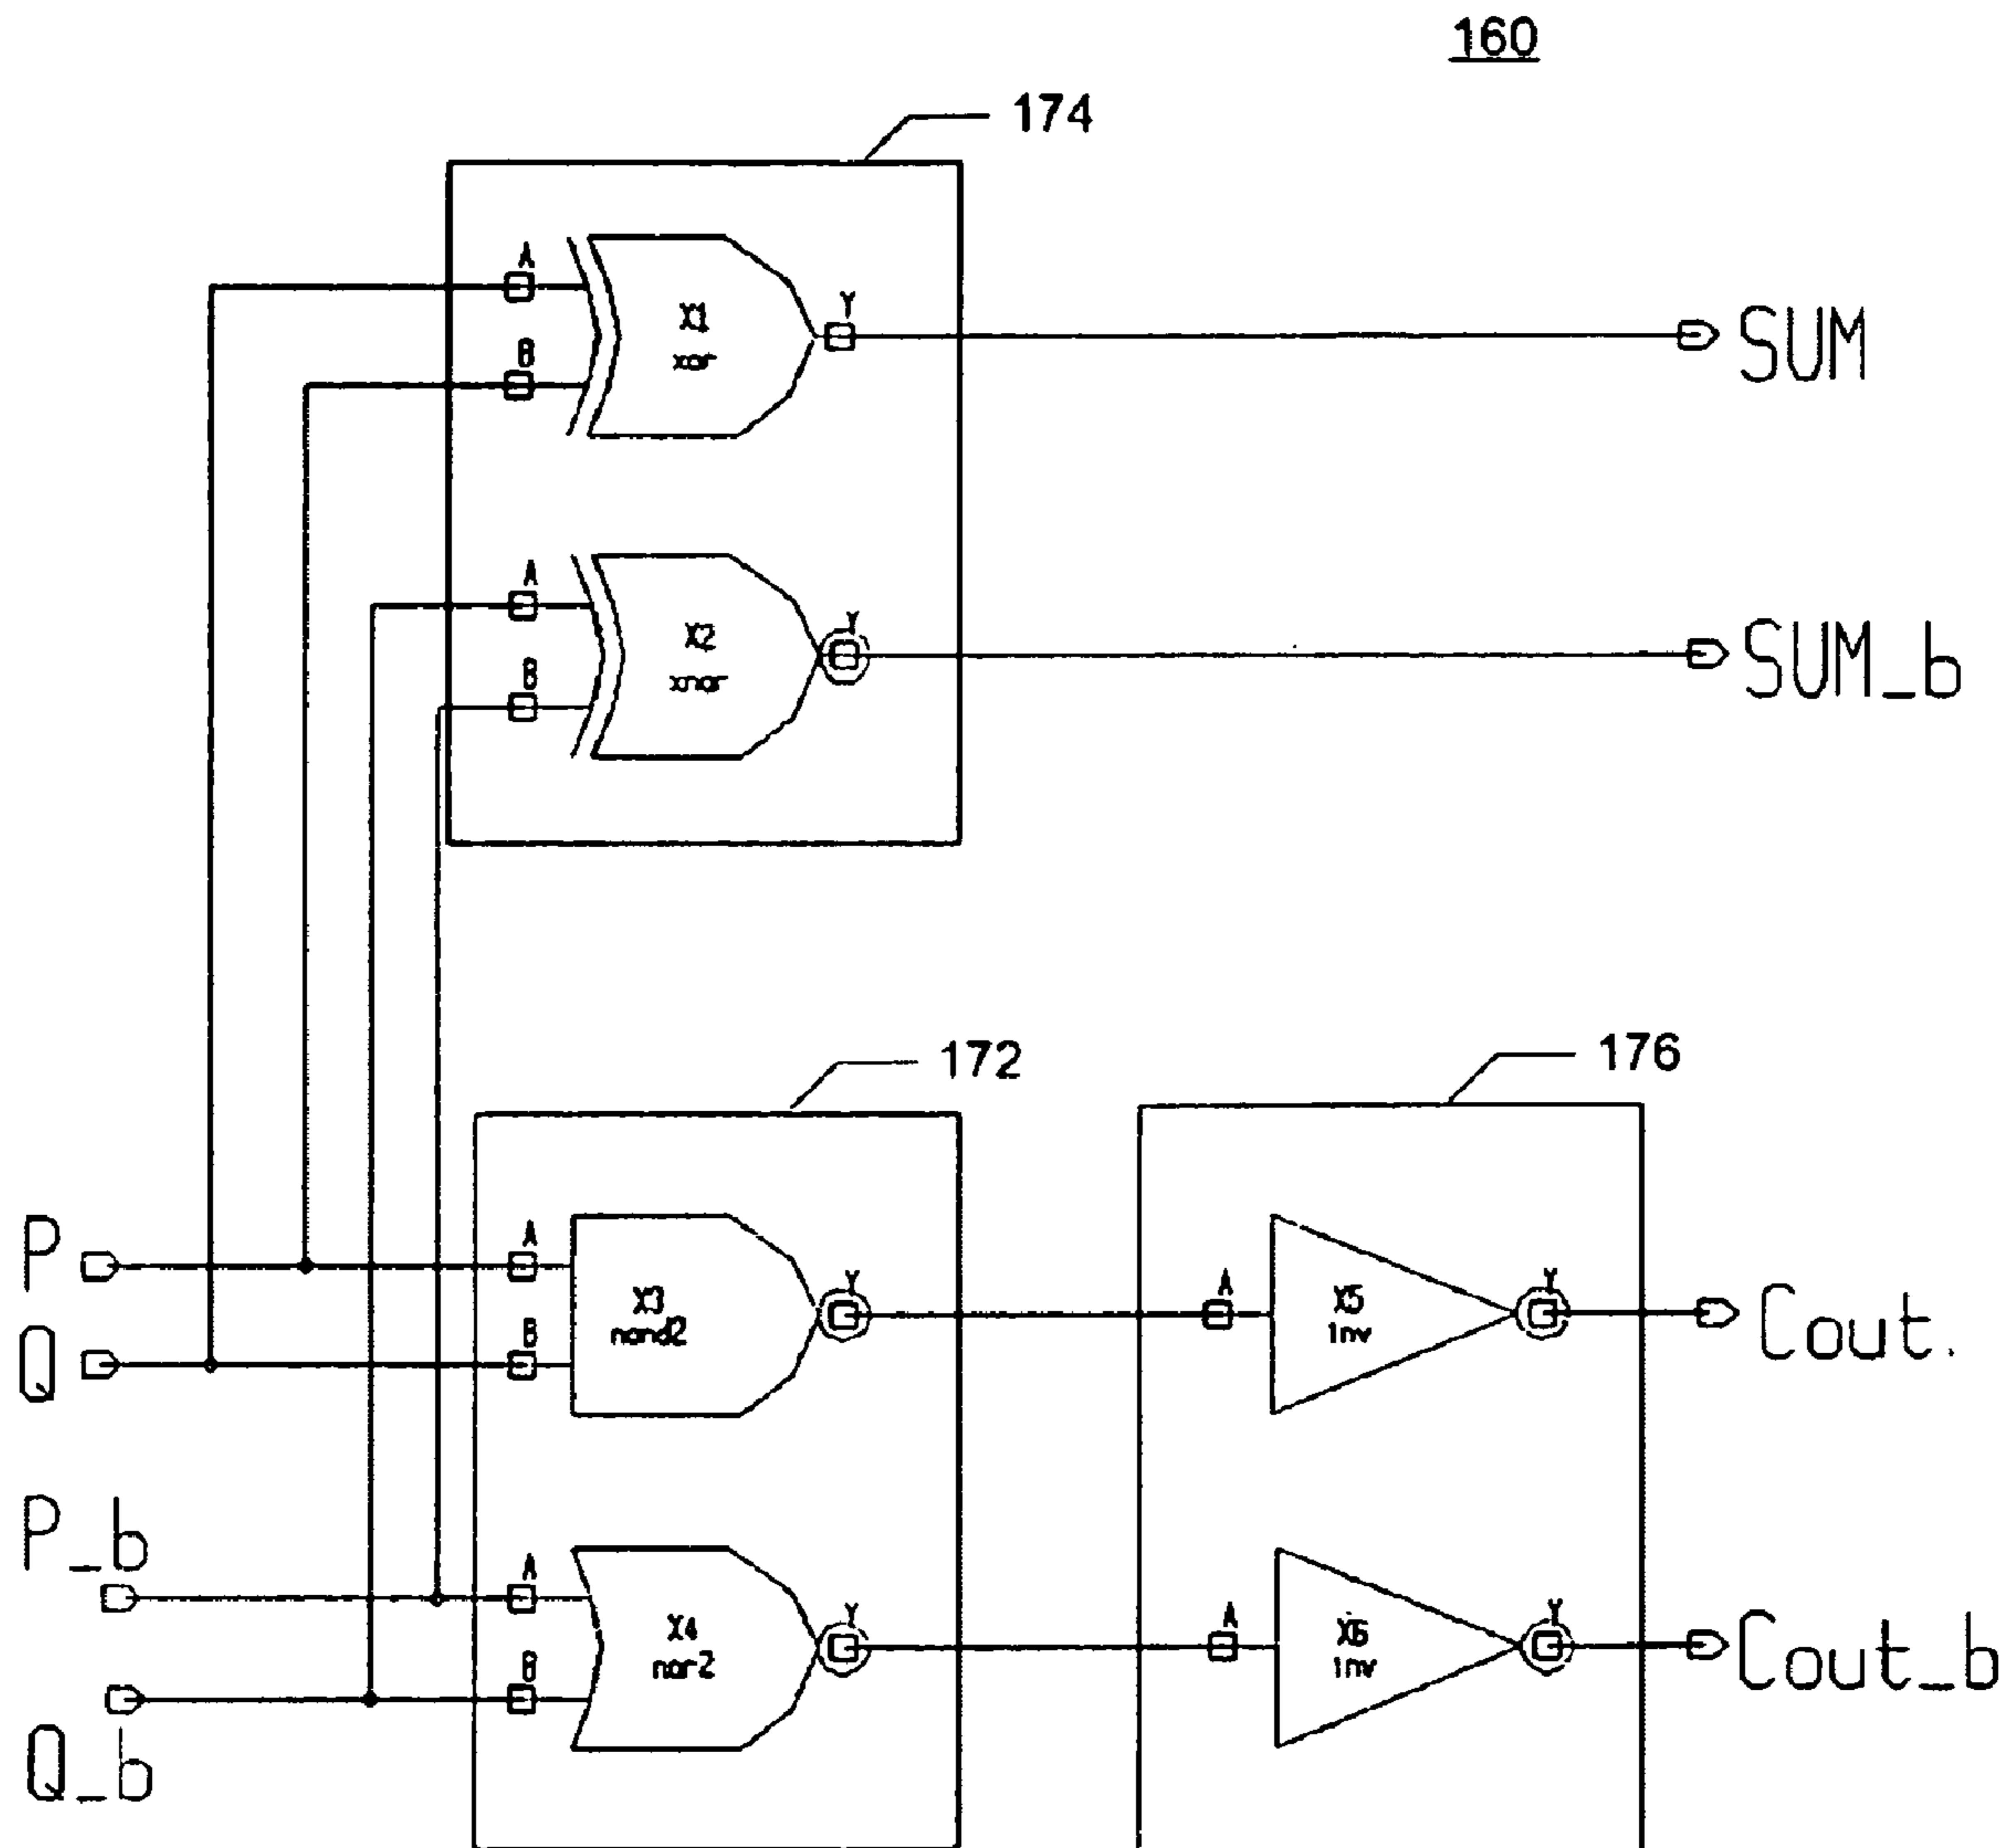 160
174
A
X1
xor
B
Y
SUM
A
X2
xnor
B
Y
SUM_b
172
176
P
A
X3
nand2
B
Y
Q
A
X5
inv
Y
Cout.
P_b
A
X4
nor2
B
Y
Q_b
A
X6
inv
Y
Cout_b